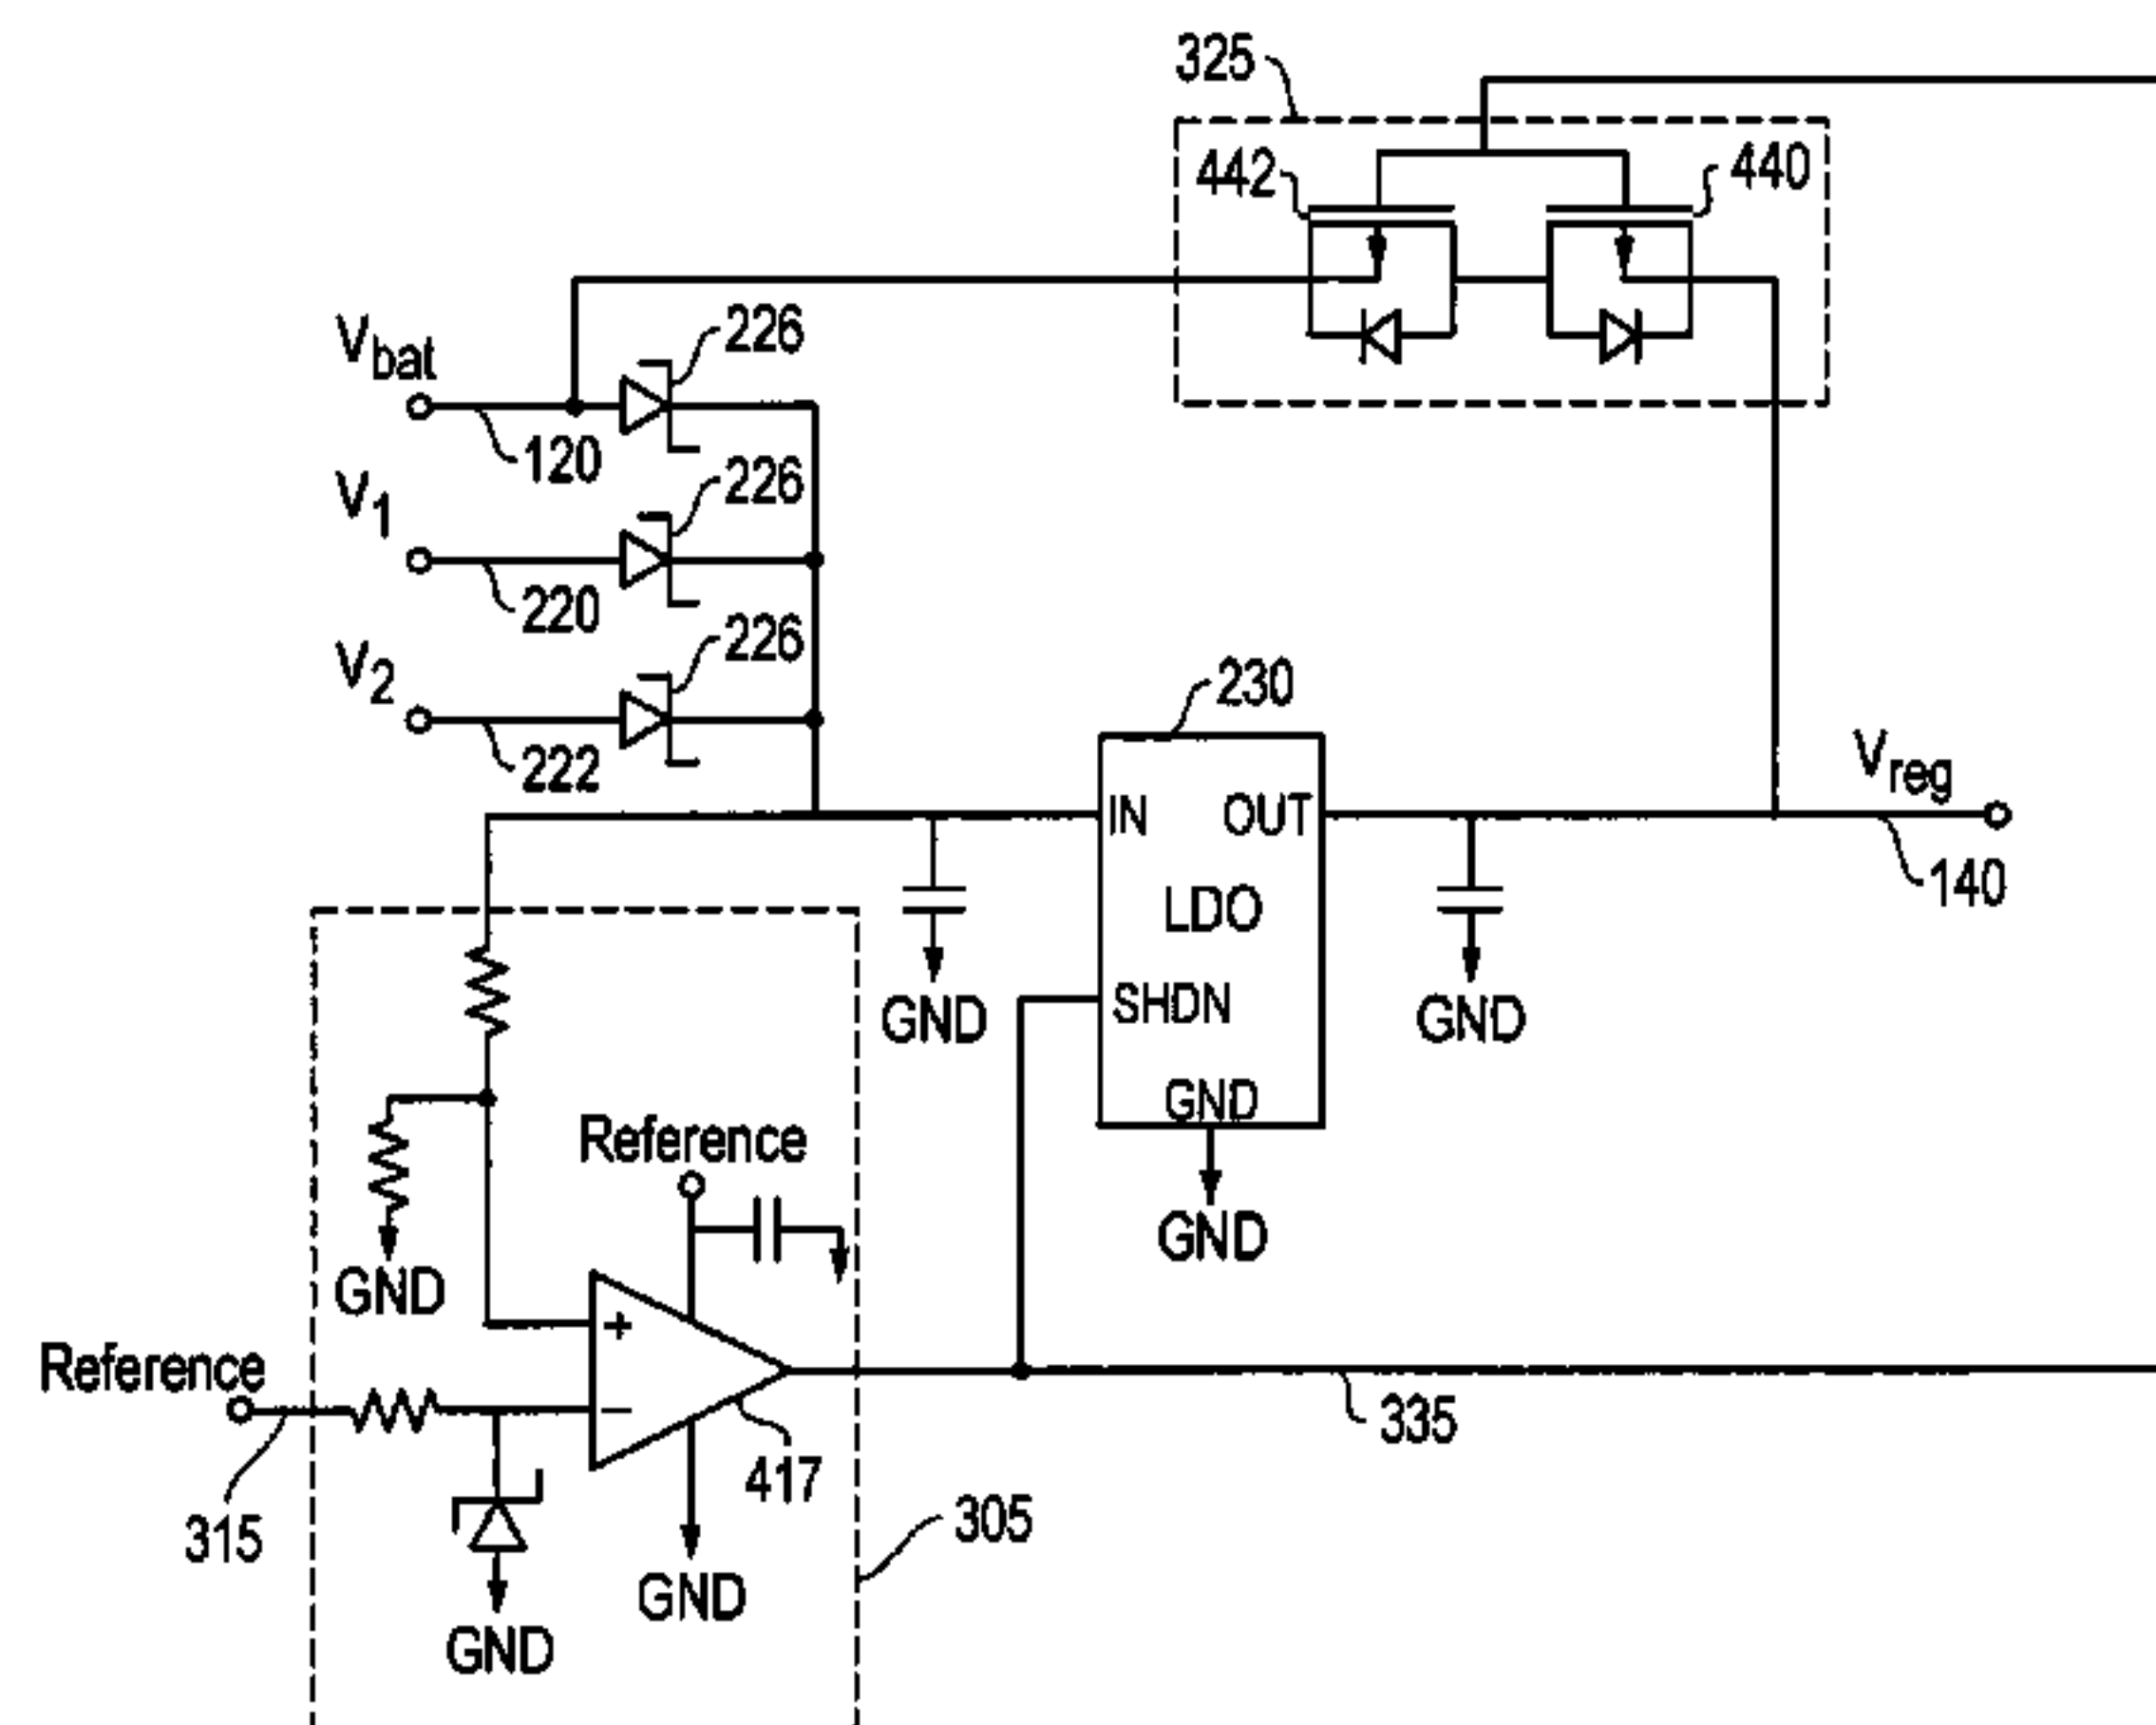 325
442
440
Vbat
226
120
V1
226
220
V2
226
222
230
IN
OUT
LDO
SHDN
GND
GND
Vreg
140
GND
GND
Reference
GND
+
−
Reference
315
417
335
305
GND
GND